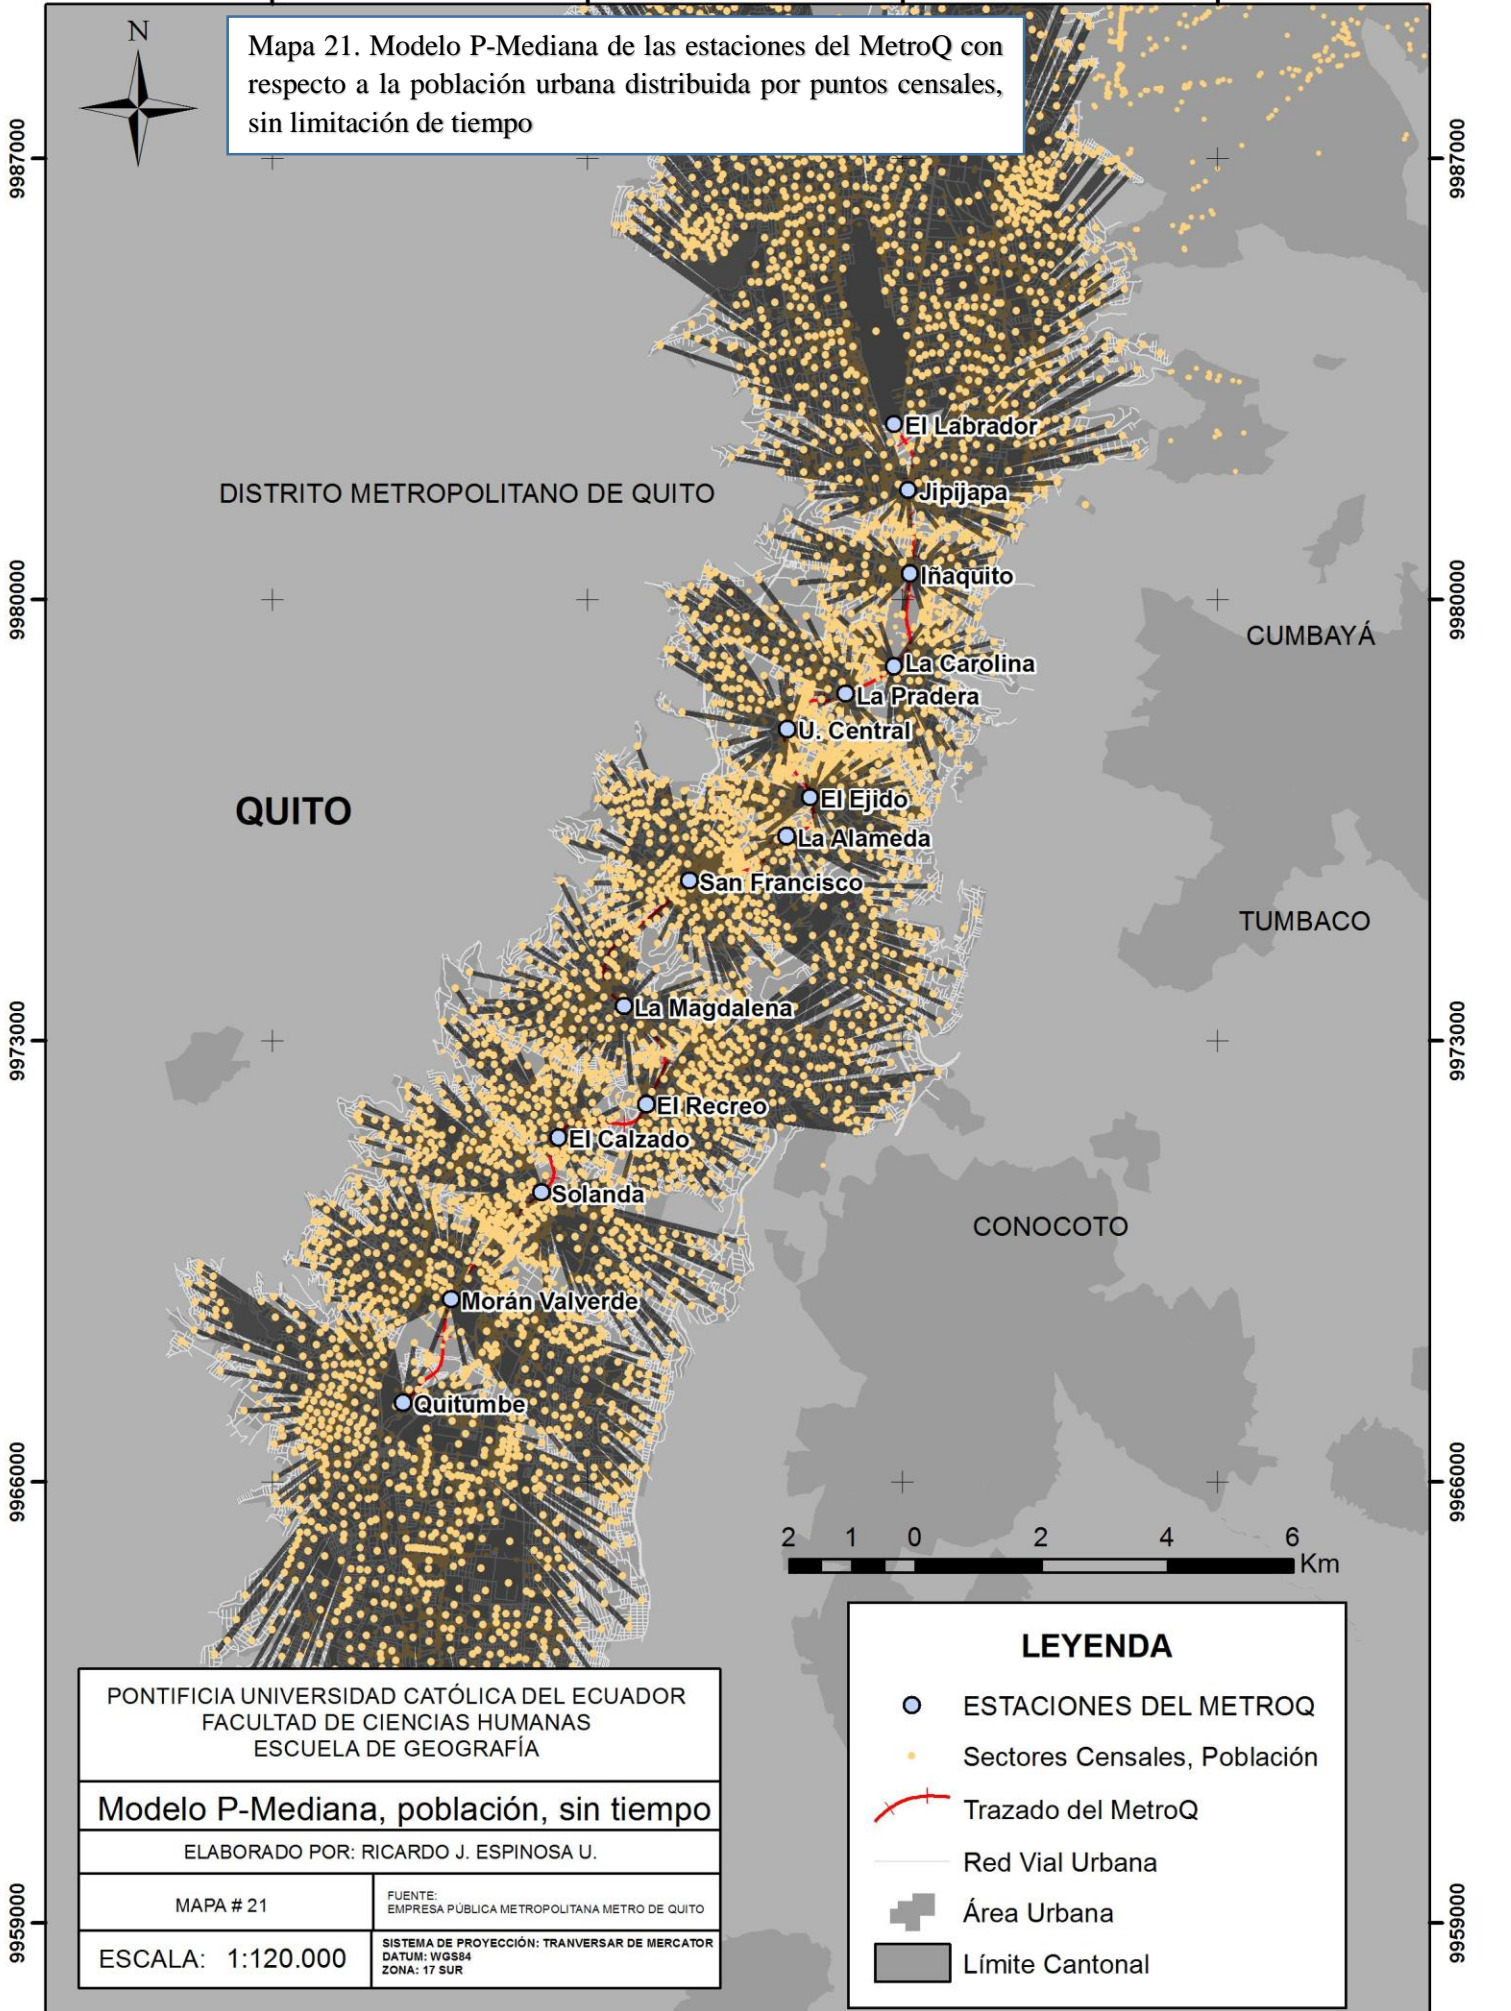 N
Mapa 21. Modelo P-Mediana de las estaciones del MetroQ con
respecto a la población urbana distribuida por puntos censales,
sin limitación de tiempo
9987000
9987000
El Labrador
DISTRITO METROPOLITANO DE QUITO
Jipijapa
Iñaquito
9980000
9980000
CUMBAYÁ
La Carolina
La Pradera
U. Central
QUITO
El Ejido
La Alameda
San Francisco
TUMBACO
La Magdalena
9973000
9973000
El Recreo
El Calzado
Solanda
CONOCOTO
Morán Valverde
Quitumbe
9966000
9966000
2 1 0 2 4 6
Km
LEYENDA
ESTACIONES DEL METROQ
Sectores Censales, Población
Trazado del MetroQ
Red Vial Urbana
Área Urbana
Límite Cantonal
PONTIFICIA UNIVERSIDAD CATÓLICA DEL ECUADOR
FACULTAD DE CIENCIAS HUMANAS
ESCUELA DE GEOGRAFÍA
Modelo P-Mediana, población, sin tiempo
ELABORADO POR: RICARDO J. ESPINOSA U.
MAPA # 21
FUENTE:
EMPRESA PÚBLICA METROPOLITANA METRO DE QUITO
ESCALA: 1:120.000
SISTEMA DE PROYECCIÓN: TRANVERSAR DE MERCATOR
DATUM: WGS84
ZONA: 17 SUR
9959000
9959000